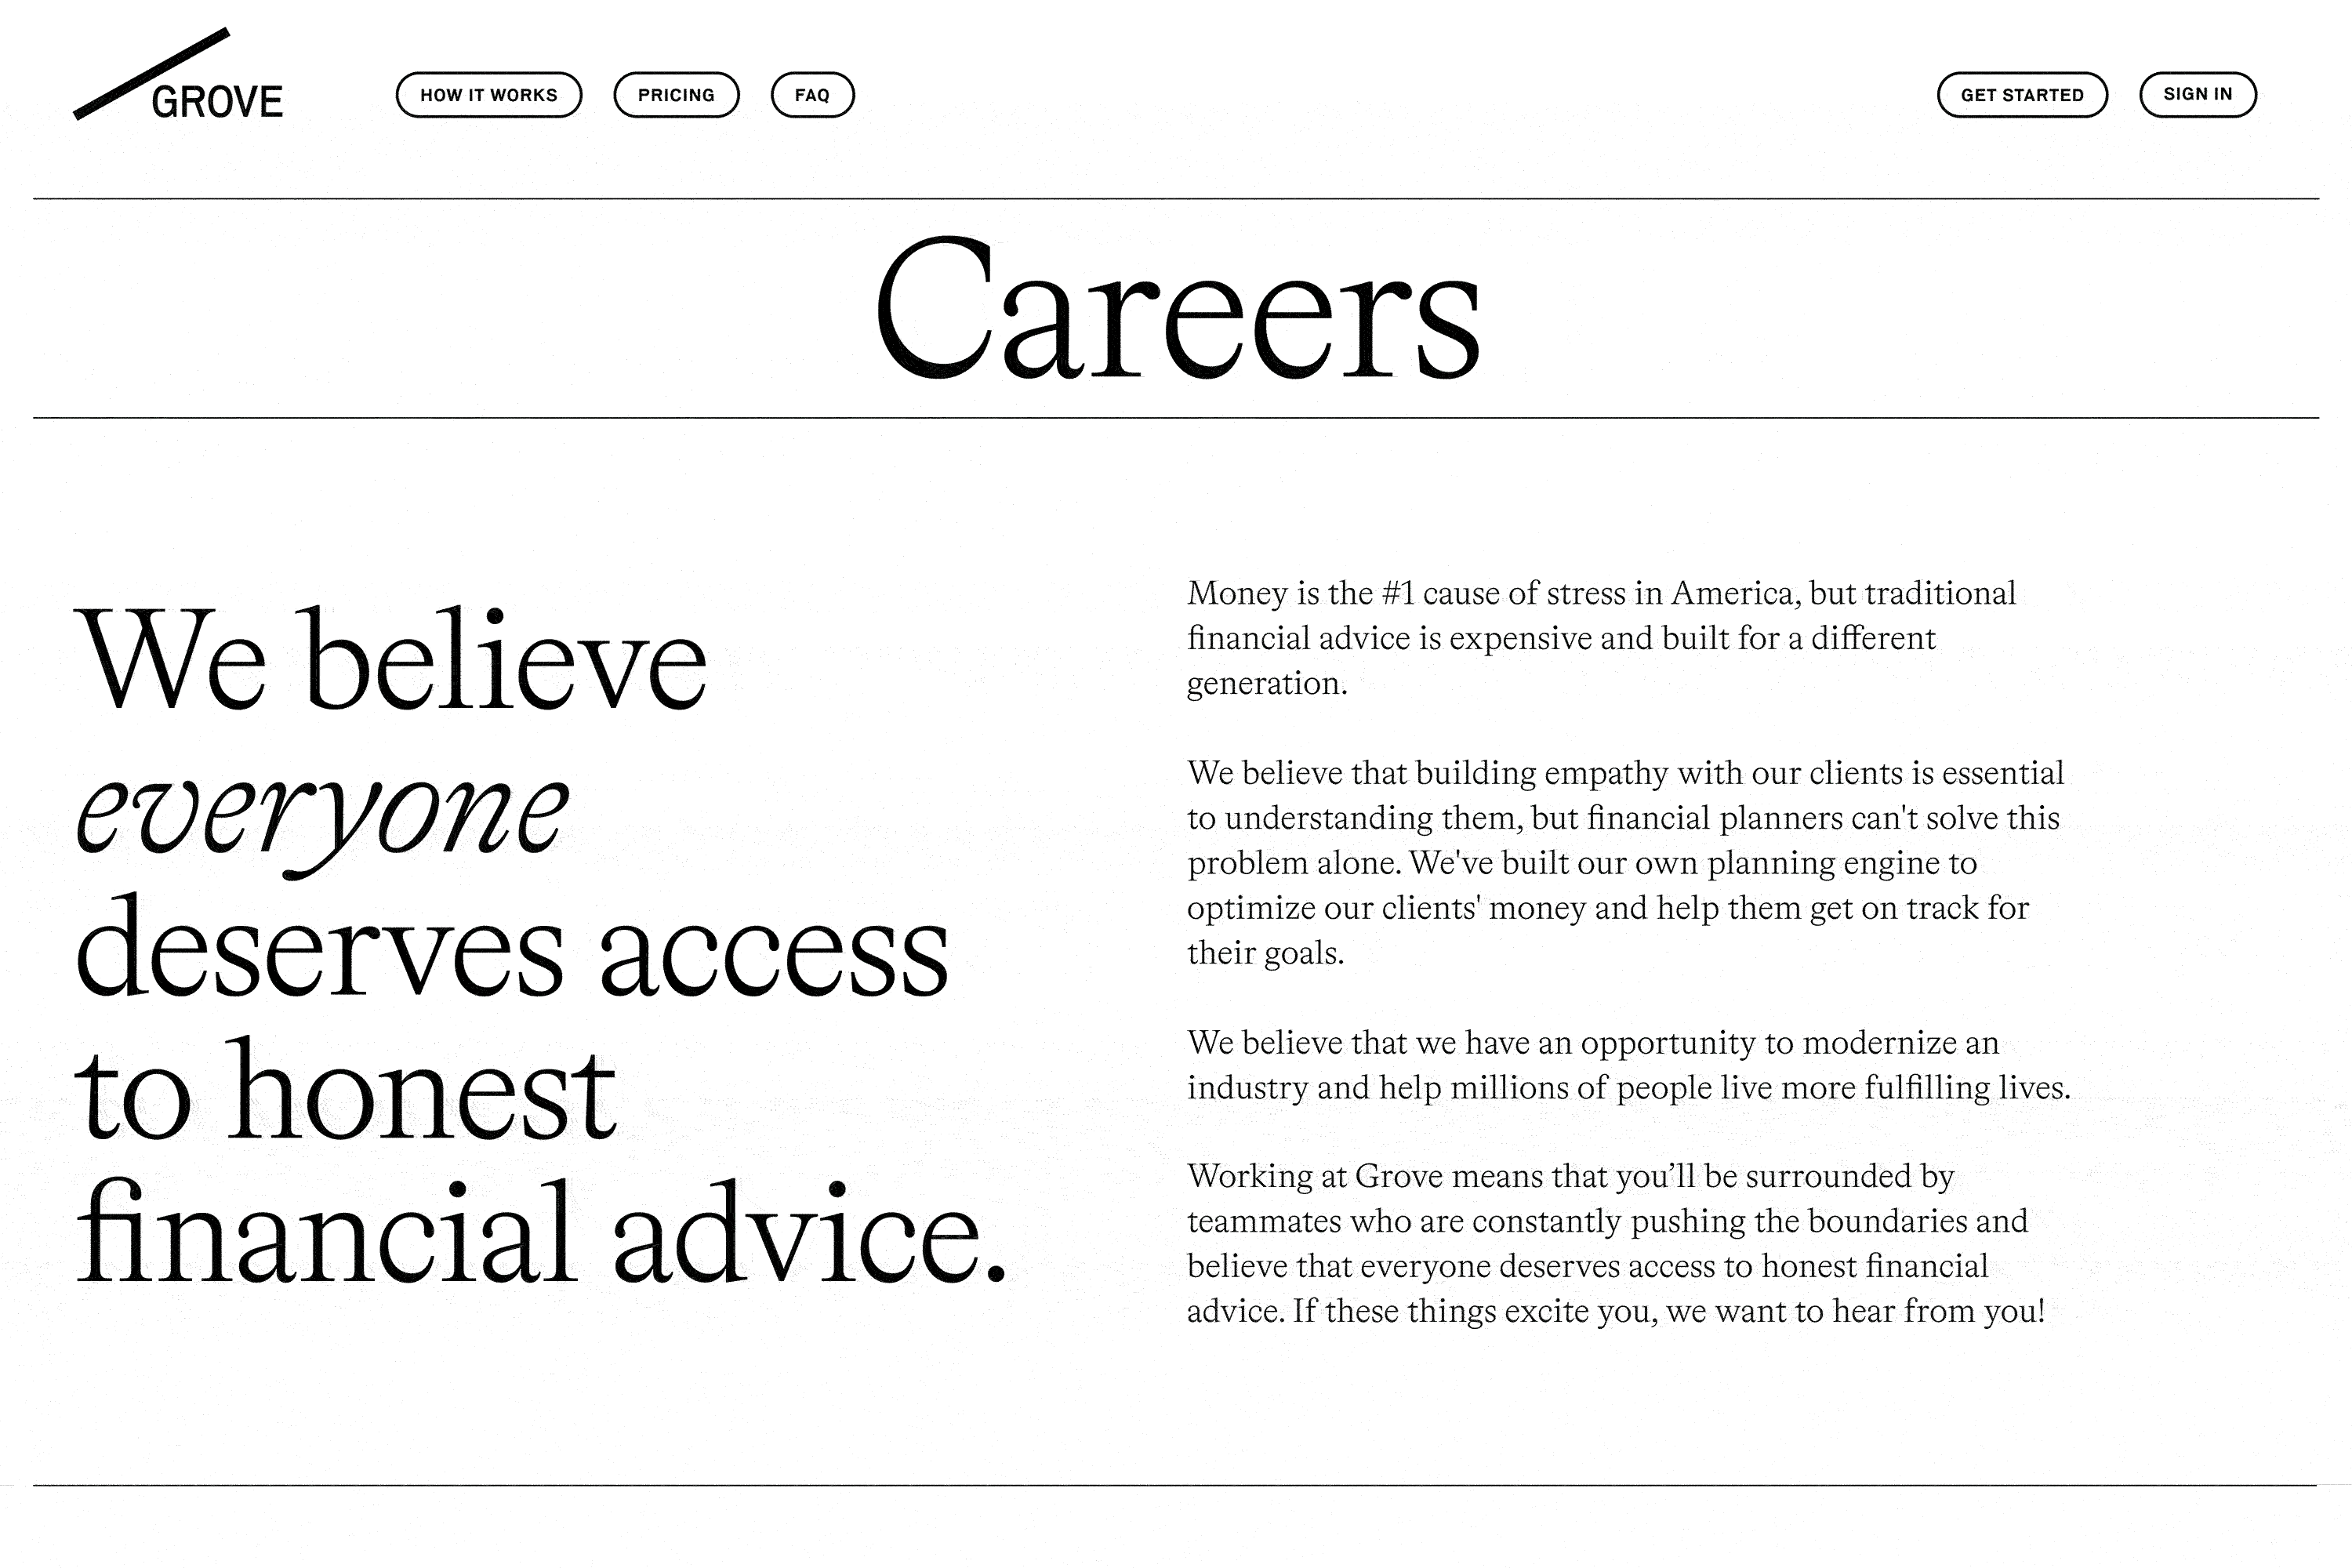 GROVE
HOW IT WORKS
PRICING
FAQ
GET STARTED
SIGN IN
Careers
We believe
everyone
deserves access
to honest
financial advice.
Money is the #1 cause of stress in America, but traditional
financial advice is expensive and built for a different
generation.
We believe that building empathy with our clients is essential
to understanding them, but financial planners can't solve this
problem alone. We've built our own planning engine to
optimize our clients' money and help them get on track for
their goals.
We believe that we have an opportunity to modernize an
industry and help millions of people live more fulfilling lives.
Working at Grove means that you’ll be surrounded by
teammates who are constantly pushing the boundaries and
believe that everyone deserves access to honest financial
advice. If these things excite you, we want to hear from you!